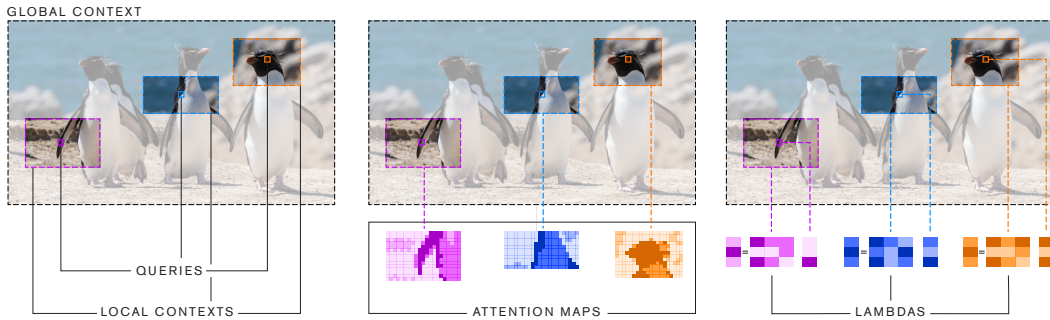 GLOBAL CONTEXT
QUERIES
LOCAL CONTEXTS
ATTENTION MAPS
LAMBDAS